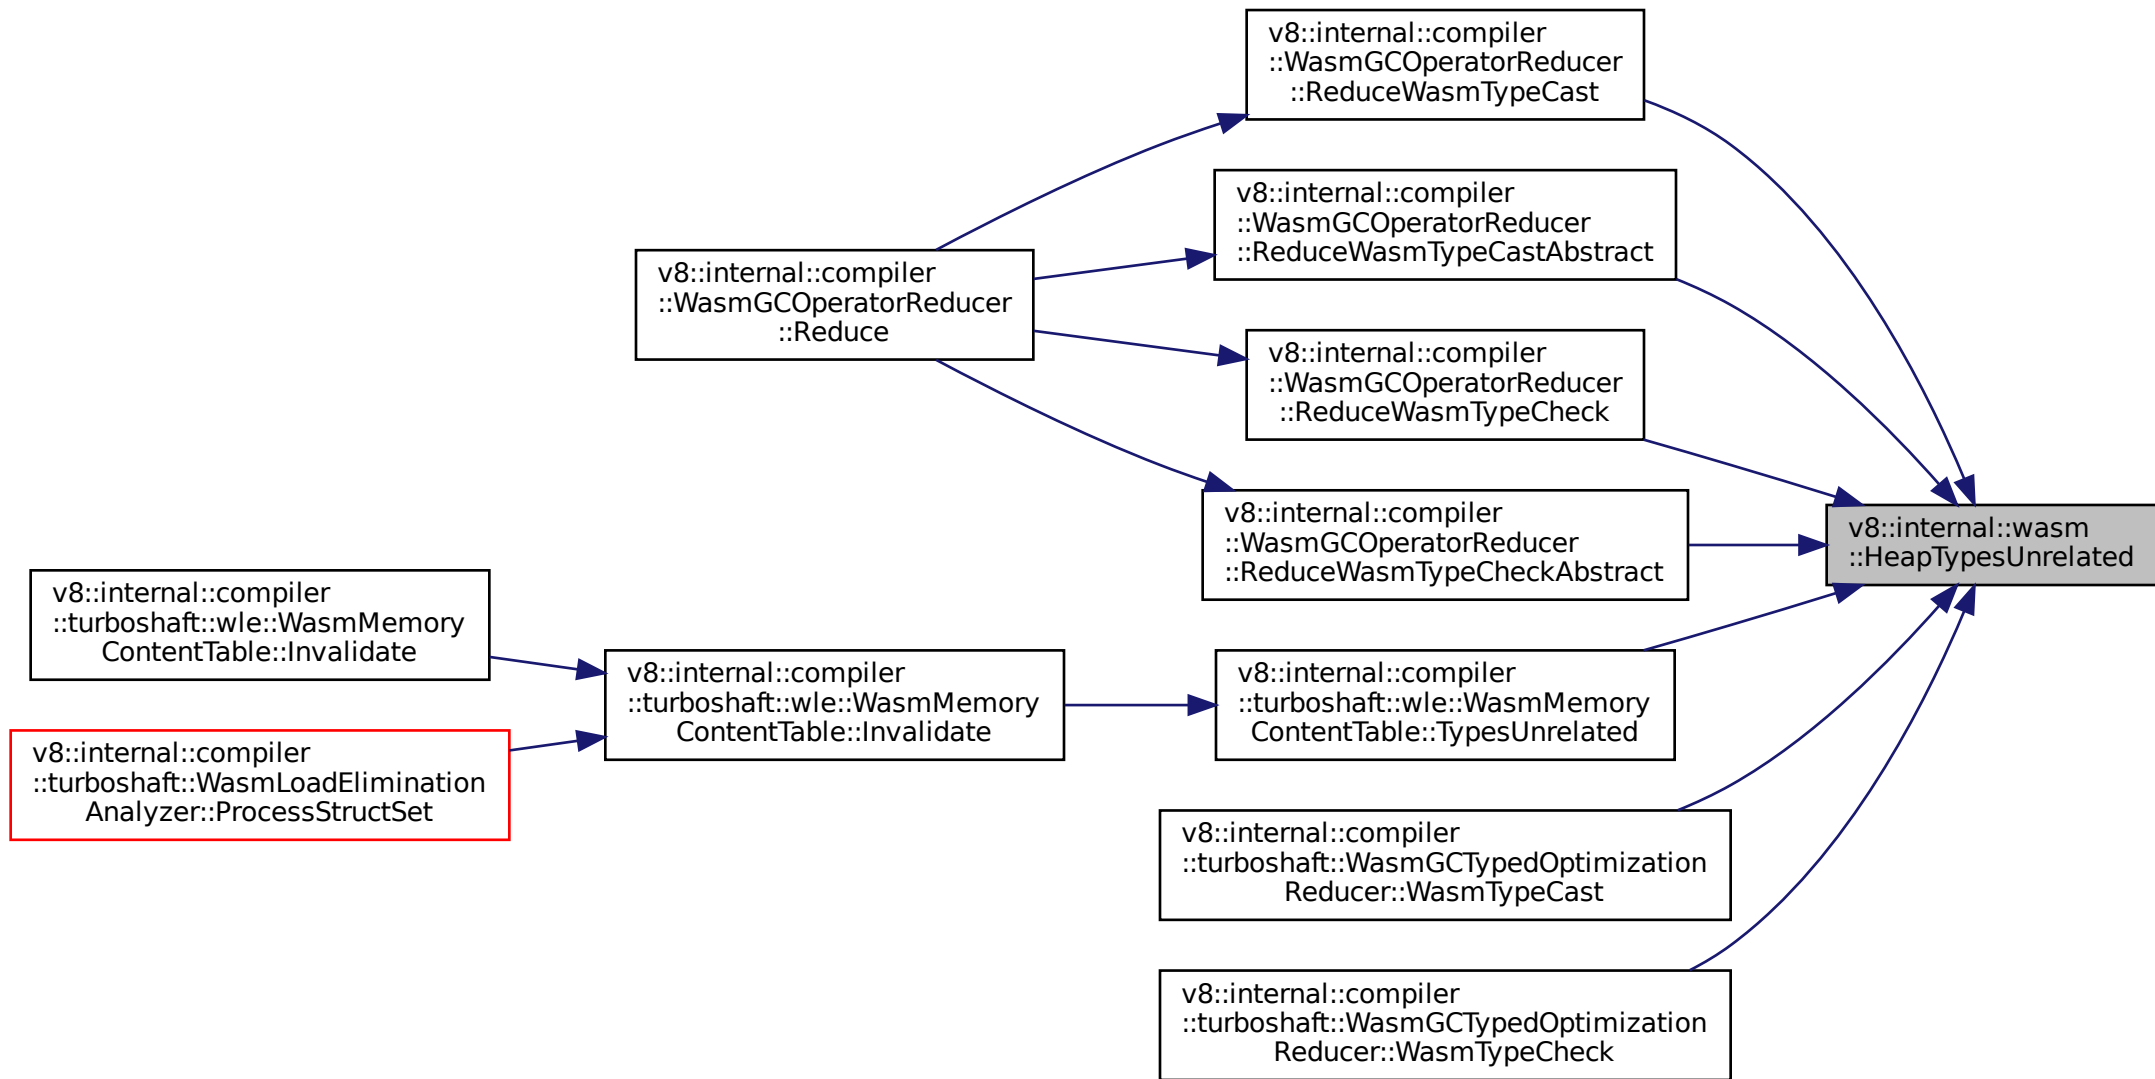 v8::internal::compiler
::WasmGCOperatorReducer
::ReduceWasmTypeCast
v8::internal::compiler
::WasmGCOperatorReducer
::ReduceWasmTypeCastAbstract
v8::internal::compiler
::WasmGCOperatorReducer
::Reduce
v8::internal::compiler
::WasmGCOperatorReducer
::ReduceWasmTypeCheck
v8::internal::compiler
::WasmGCOperatorReducer
::ReduceWasmTypeCheckAbstract
v8::internal::wasm
::HeapTypesUnrelated
v8::internal::compiler
::turboshaft::wle::WasmMemory
ContentTable::Invalidate
v8::internal::compiler
::turboshaft::wle::WasmMemory
ContentTable::Invalidate
v8::internal::compiler
::turboshaft::wle::WasmMemory
ContentTable::TypesUnrelated
v8::internal::compiler
::turboshaft::WasmLoadElimination
Analyzer::ProcessStructSet
v8::internal::compiler
::turboshaft::WasmGCTypedOptimization
Reducer::WasmTypeCast
v8::internal::compiler
::turboshaft::WasmGCTypedOptimization
Reducer::WasmTypeCheck